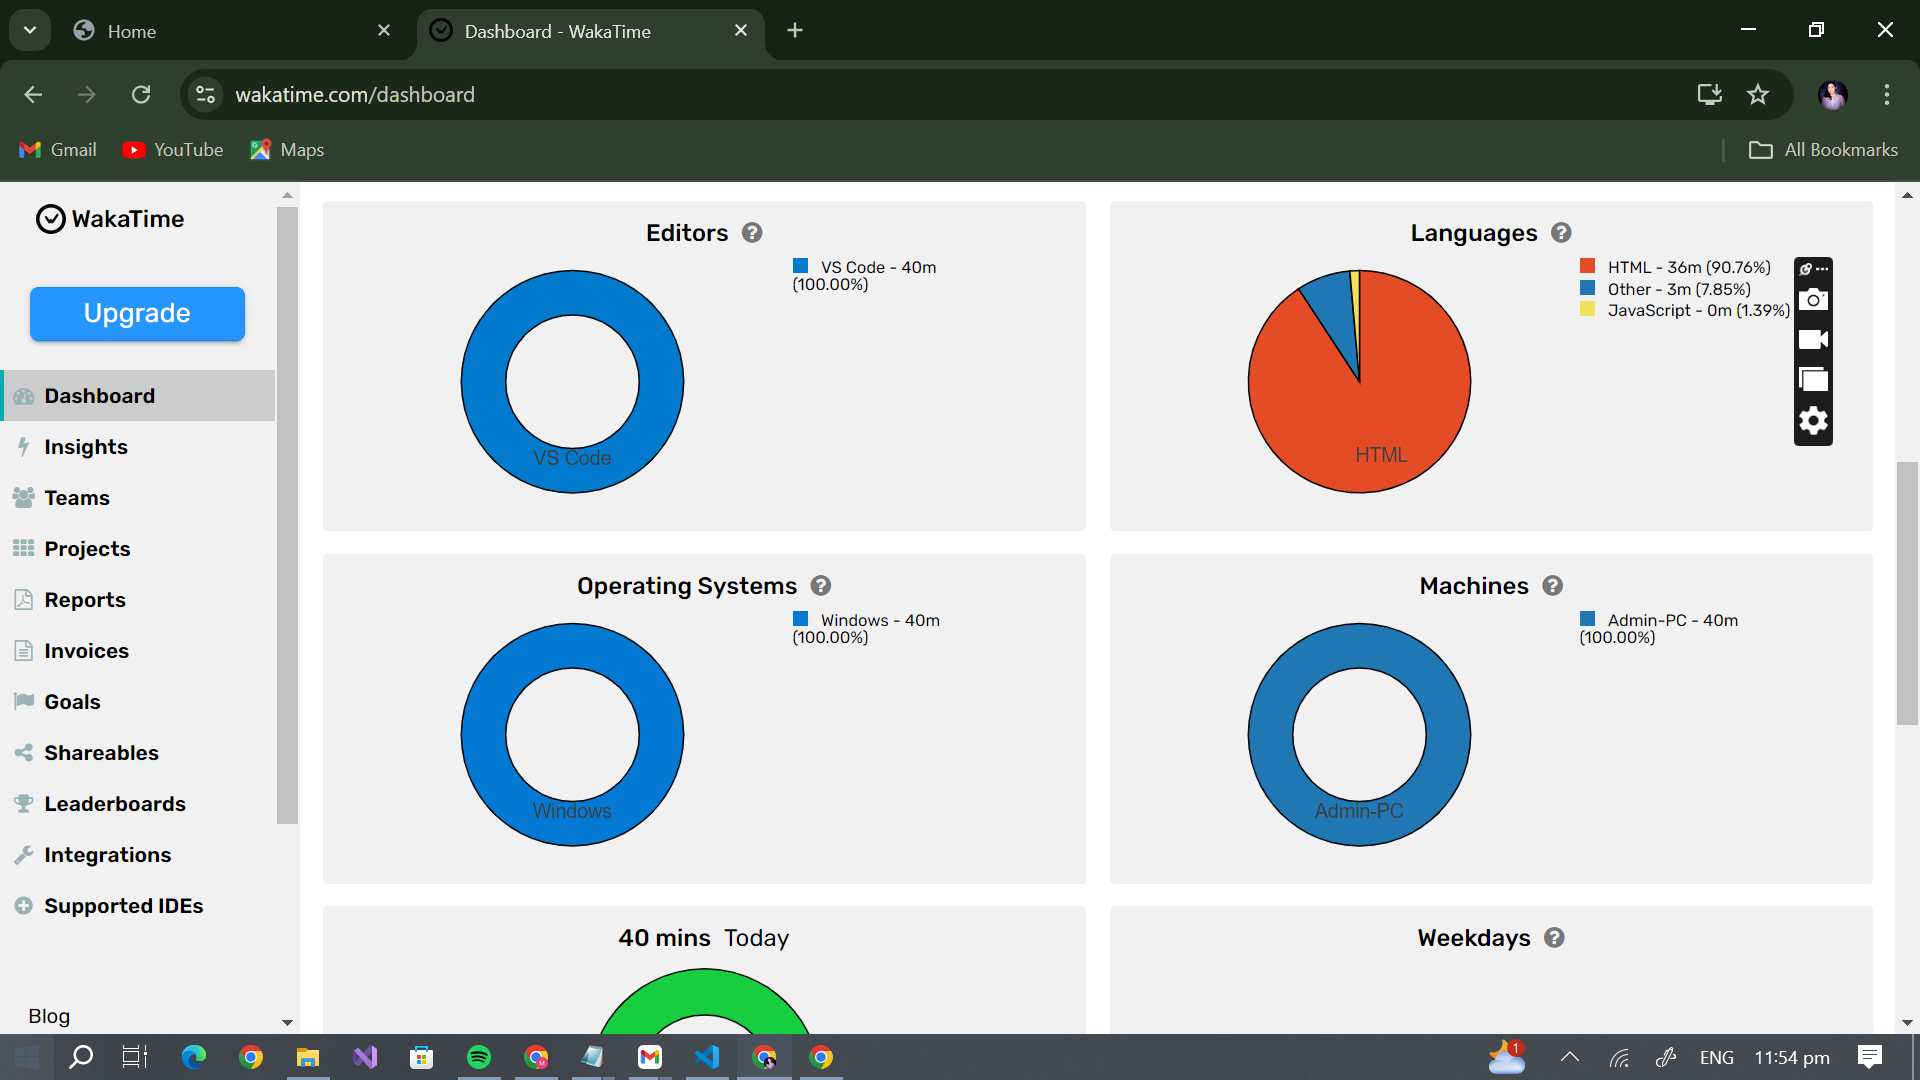 Home
Dashboard - WakaTime
wakatime.com/dashboard
Gmail
YouTube
Maps
All Bookmarks
WakaTime
Upgrade
Dashboard
Insights
Teams
Projects
Reports
Invoices
Goals
Shareables
Leaderboards
Integrations
Supported IDEs
Blog
Editors
VS Code - 40m
(100.00%)
VS Code
Languages
HTML - 36m (90.76%)
Other - 3m (7.85%)
JavaScript - 0m (1.39%)
HTML
Operating Systems
Windows - 40m
(100.00%)
Windows
Machines
Admin-PC - 40m
(100.00%)
Admin-PC
40 mins Today
Weekdays
1
ENG
11:54 pm